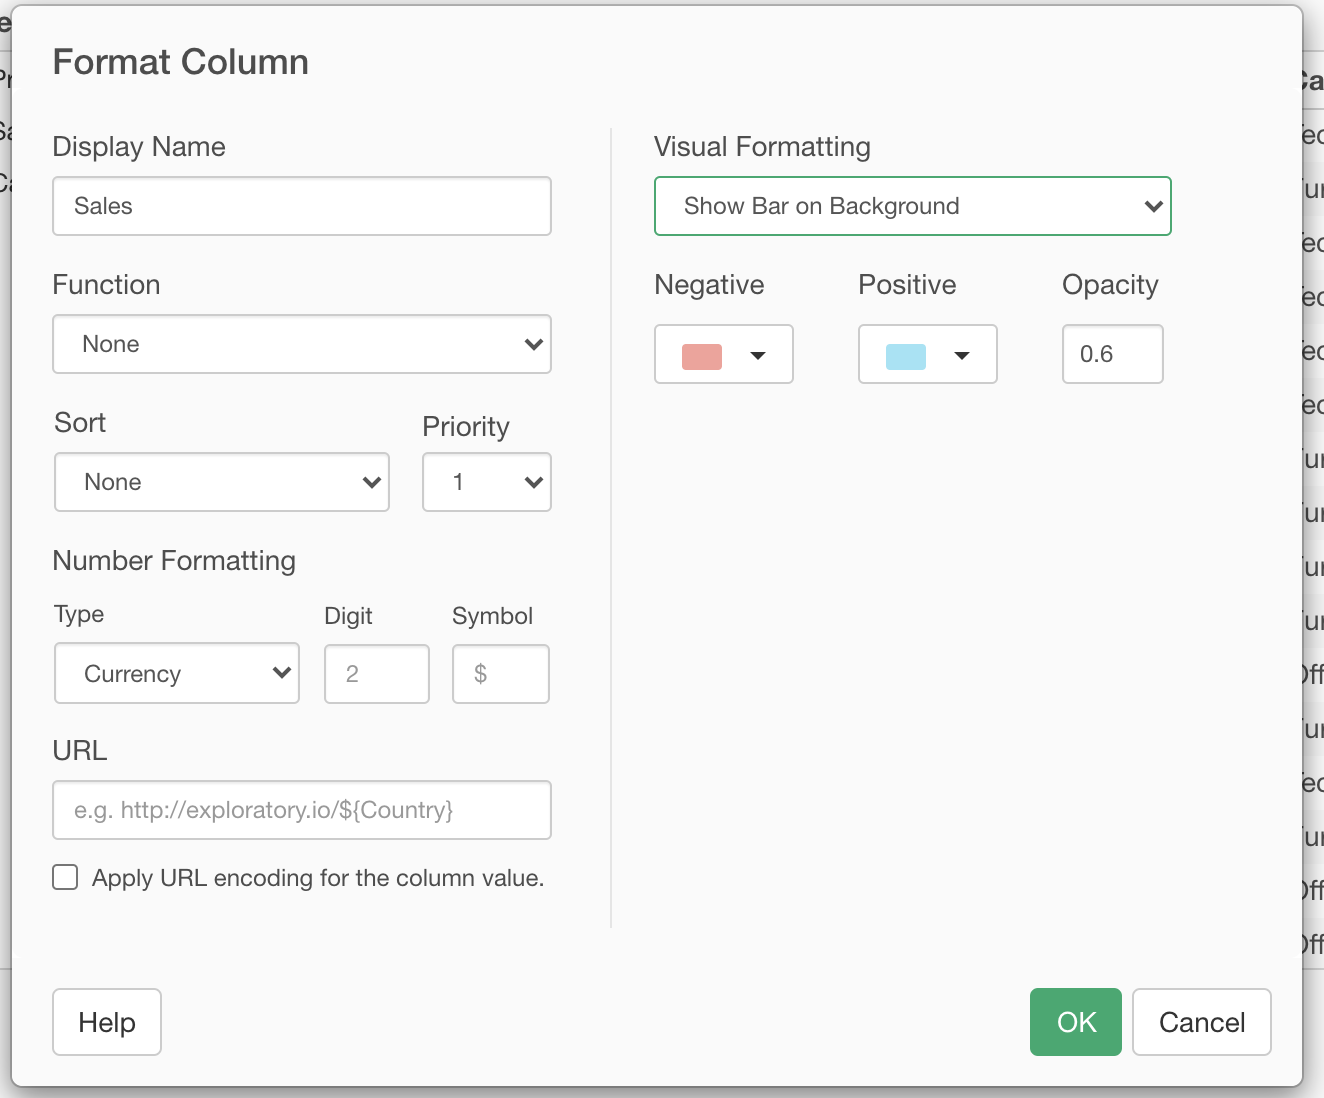 Format Column
Display Name
Sales
Function
None
Sort
Priority
None
1
Number Formatting
Type
Digit
Symbol
Currency
2
$
URL
e.g. http://exploratory.io/${Country}
Apply URL encoding for the column value.
Visual Formatting
Show Bar on Background
Negative
Positive
Opacity
0.6
Help
OK
Cancel